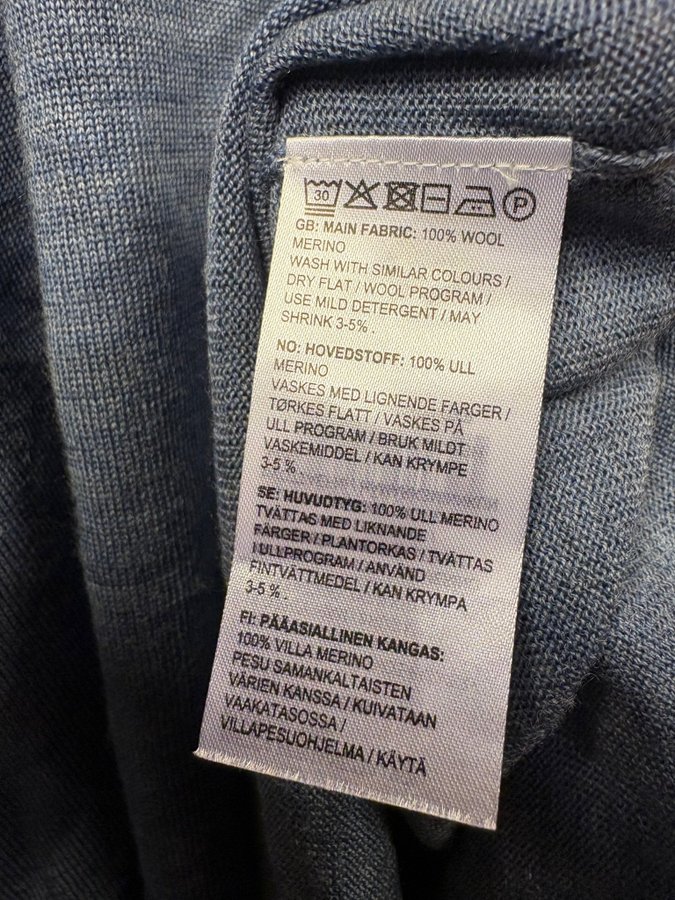 30 P
GB: MAIN FABRIC: 100% WOOL
MERINO
WASH WITH SIMILAR COLOURS /
DRY FLAT / WOOL PROGRAM /
USE MILD DETERGENT / MAY
SHRINK 3-5% .
NO: HOVEDSTOFF: 100% ULL
MERINO
VASKES MED LIGNENDE FARGER /
TØRKES FLATT / VASKES PÅ
ULL PROGRAM / BRUK MILDT
VASKEMIDDEL / KAN KRYMPE
3-5 % .
SE: HUVUDTYG: 100% ULL MERINO
TVÄTTAS MED LIKNANDE
FÄRGER / PLANTORKAS / TVÄTTAS
I ULLPROGRAM / ANVÄND
FINTVÄTTMEDEL / KAN KRYMPA
3-5 % .
FI: PÄÄASIALLINEN KANGAS:
100% VILLA MERINO
PESU SAMANKALTAISTEN
VÄRIEN KANSSA / KUIVATAAN
VAAKATASOSSA /
VILLAPESUOHJELMA / KÄYTÄ